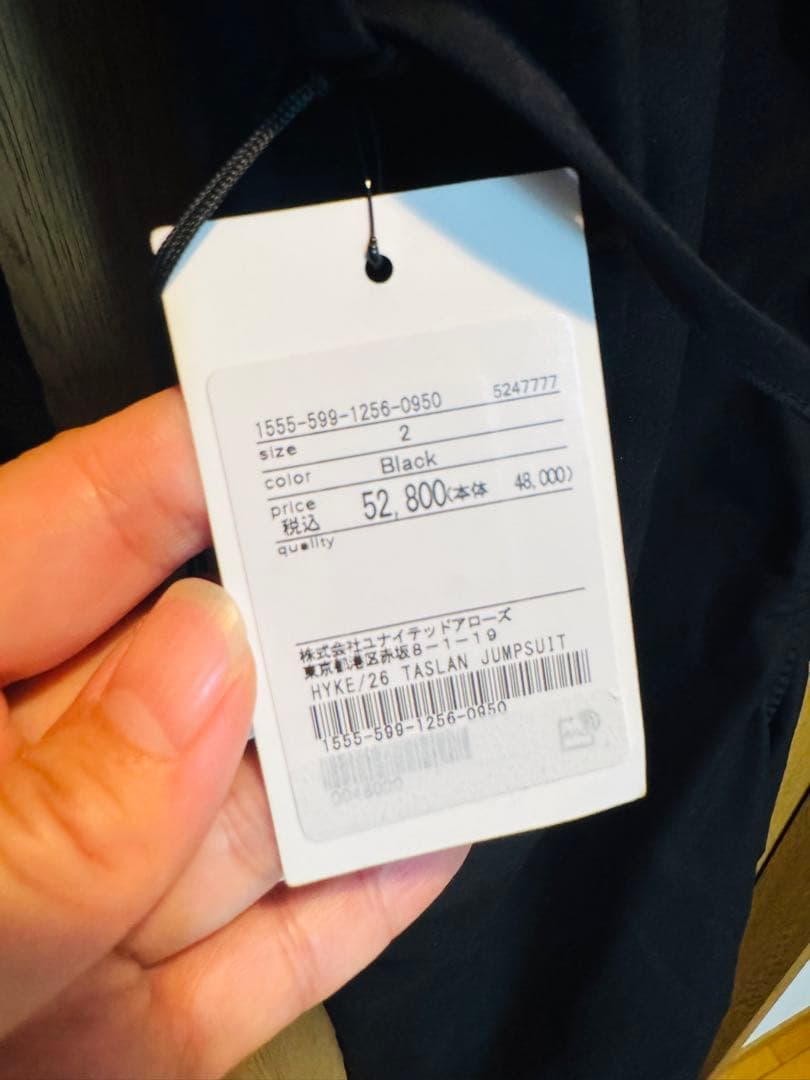 1555-599-1256-0950 5247777
size 2
color Black
price
税込 52,800(本体 48,000)
quality
株式会社ユナイテッドアローズ
東京都港区赤坂8-1-19
HYKE/26 TASLAN JUMPSUIT
1555-599-1256-0950